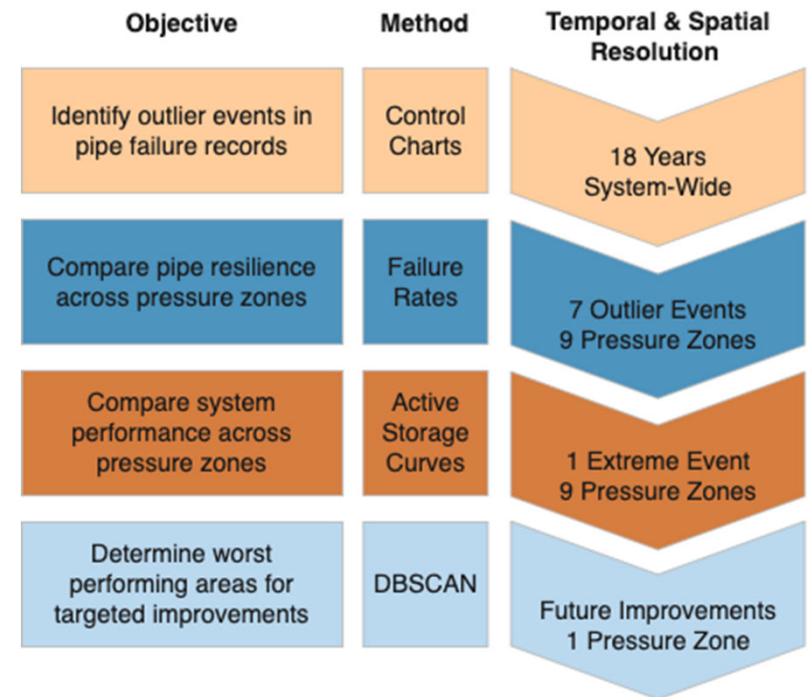 Objective
Method
Temporal & Spatial
Resolution
Identify outlier events in
pipe failure records
Control
Charts
18 Years
System-Wide
Compare pipe resilience
across pressure zones
Failure
Rates
7 Outlier Events
9 Pressure Zones
Compare system
performance across
pressure zones
Active
Storage
Curves
1 Extreme Event
9 Pressure Zones
Determine worst
performing areas for
targeted improvements
DBSCAN
Future Improvements
1 Pressure Zone